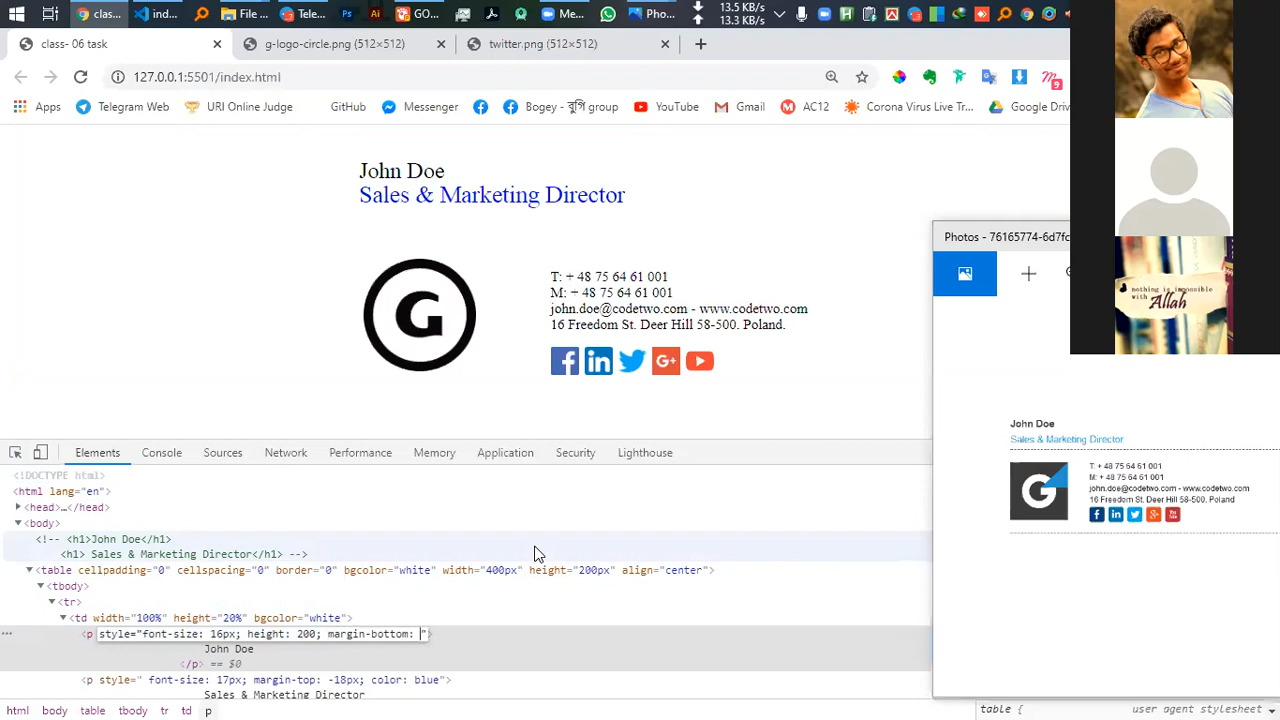 class- 06 task
g-logo-circle.png (512×512)
twitter.png (512×512)
13.5 KB/s
13.3 KB/s
(530)
ind...
File ...
Tele...
Ps
Ai
GO...
Me...
Pho...
127.0.0.1:5501/index.html
9
Apps
Telegram Web
URI Online Judge
GitHub
Messenger
Bogey - বুগি group
YouTube
Gmail
AC12
Corona Virus Live Tr...
Google Driv
nothing is impossible
with Allah
John Doe
Sales & Marketing Director
G
T: + 48 75 64 61 001
M: + 48 75 64 61 001
john.doe@codetwo.com - www.codetwo.com
16 Freedom St. Deer Hill 58-500. Poland.
Photos - 76165774-6d7fc
John Doe
Sales & Marketing Director
G
T: + 48 75 64 61 001
M: + 48 75 64 61 001
john.doe@codetwo.com - www.codetwo.com
16 Freedom St. Deer Hill 58-500, Poland
Elements
Console
Sources
Network
Performance
Memory
Application
Security
Lighthouse
<!DOCTYPE html>
<html lang="en">
<head>…</head>
<body>
<!-- <h1>John Doe</h1>
<h1> Sales & Marketing Director</h1> -->
<table cellpadding="0" cellspacing="0" border="0" bgcolor="white" width="400px" height="200px" align="center">
<tbody>
<tr>
<td width="100%" height="20%" bgcolor="white">
<p style="font-size: 16px; height: 200; margin-bottom: ">
John Doe
</p> == $0
<p style=" font-size: 17px; margin-top: -18px; color: blue">
Sales & Marketing Director
html body table tbody tr td p
table {
user agent stylesheet